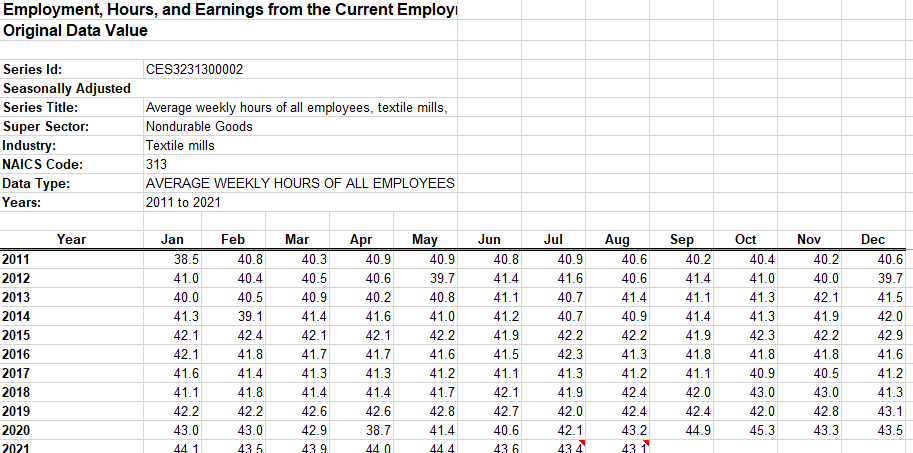 Employment, Hours, and Earnings from the Current Employ
Original Data Value
Series Id: CES3231300002
Seasonally Adjusted
Series Title: Average weekly hours of all employees, textile mills,
Super Sector: Nondurable Goods
Industry: Textile mills
NAICS Code: 313
Data Type: AVERAGE WEEKLY HOURS OF ALL EMPLOYEES
Years: 2011 to 2021
Year Jan Feb Mar Apr May Jun Jul Aug Sep Oct Nov Dec
2011 38.5 40.8 40.3 40.9 40.9 40.8 40.9 40.6 40.2 40.4 40.2 40.6
2012 41.0 40.4 40.5 40.6 39.7 41.4 41.6 40.6 41.4 41.0 40.0 39.7
2013 40.0 40.5 40.9 40.2 40.8 41.1 40.7 41.4 41.1 41.3 42.1 41.5
2014 41.3 39.1 41.4 41.6 41.0 41.2 40.7 40.9 41.4 41.3 41.9 42.0
2015 42.1 42.4 42.1 42.1 42.2 41.9 42.2 42.2 41.9 42.3 42.2 42.9
2016 42.1 41.8 41.7 41.7 41.6 41.5 42.3 41.3 41.8 41.8 41.8 41.6
2017 41.6 41.4 41.3 41.3 41.2 41.1 41.3 41.2 41.1 40.9 40.5 41.2
2018 41.1 41.8 41.4 41.4 41.7 42.1 41.9 42.4 42.0 43.0 43.0 41.3
2019 42.2 42.2 42.6 42.6 42.8 42.7 42.0 42.4 42.4 42.0 42.8 43.1
2020 43.0 43.0 42.9 38.7 41.4 40.6 42.1 43.2 44.9 45.3 43.3 43.5
2021 44.1 43.5 43.9 44.0 44.4 43.6 43.4 43.1